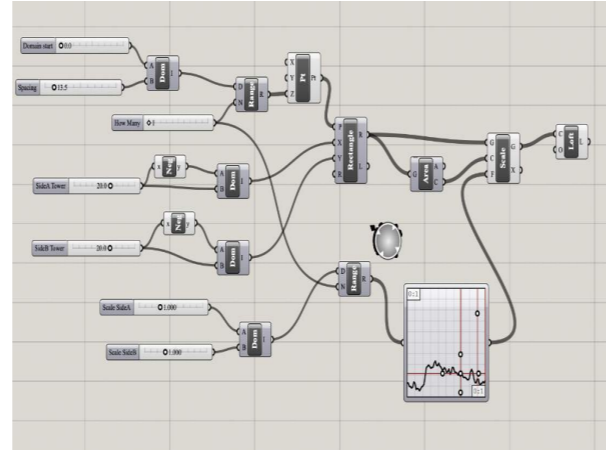 Domain start 0.0
A
B
Dom
I
Spacing 13.5
How Many 1
D
N
Range
R
X
Y
Z
Pt
Pt
P
X
Y
R
Rectangle
R
L
SideA Tower 20.0
x
Neg
y
A
B
Dom
I
SideB Tower 20.0
x
Neg
y
A
B
Dom
I
G
Area
A
C
G
C
F
Scale
G
X
C
O
Loft
L
D
N
Range
R
Scale SideA 1.000
Scale SideB 1.000
A
B
Dom
I
0:1
0:1